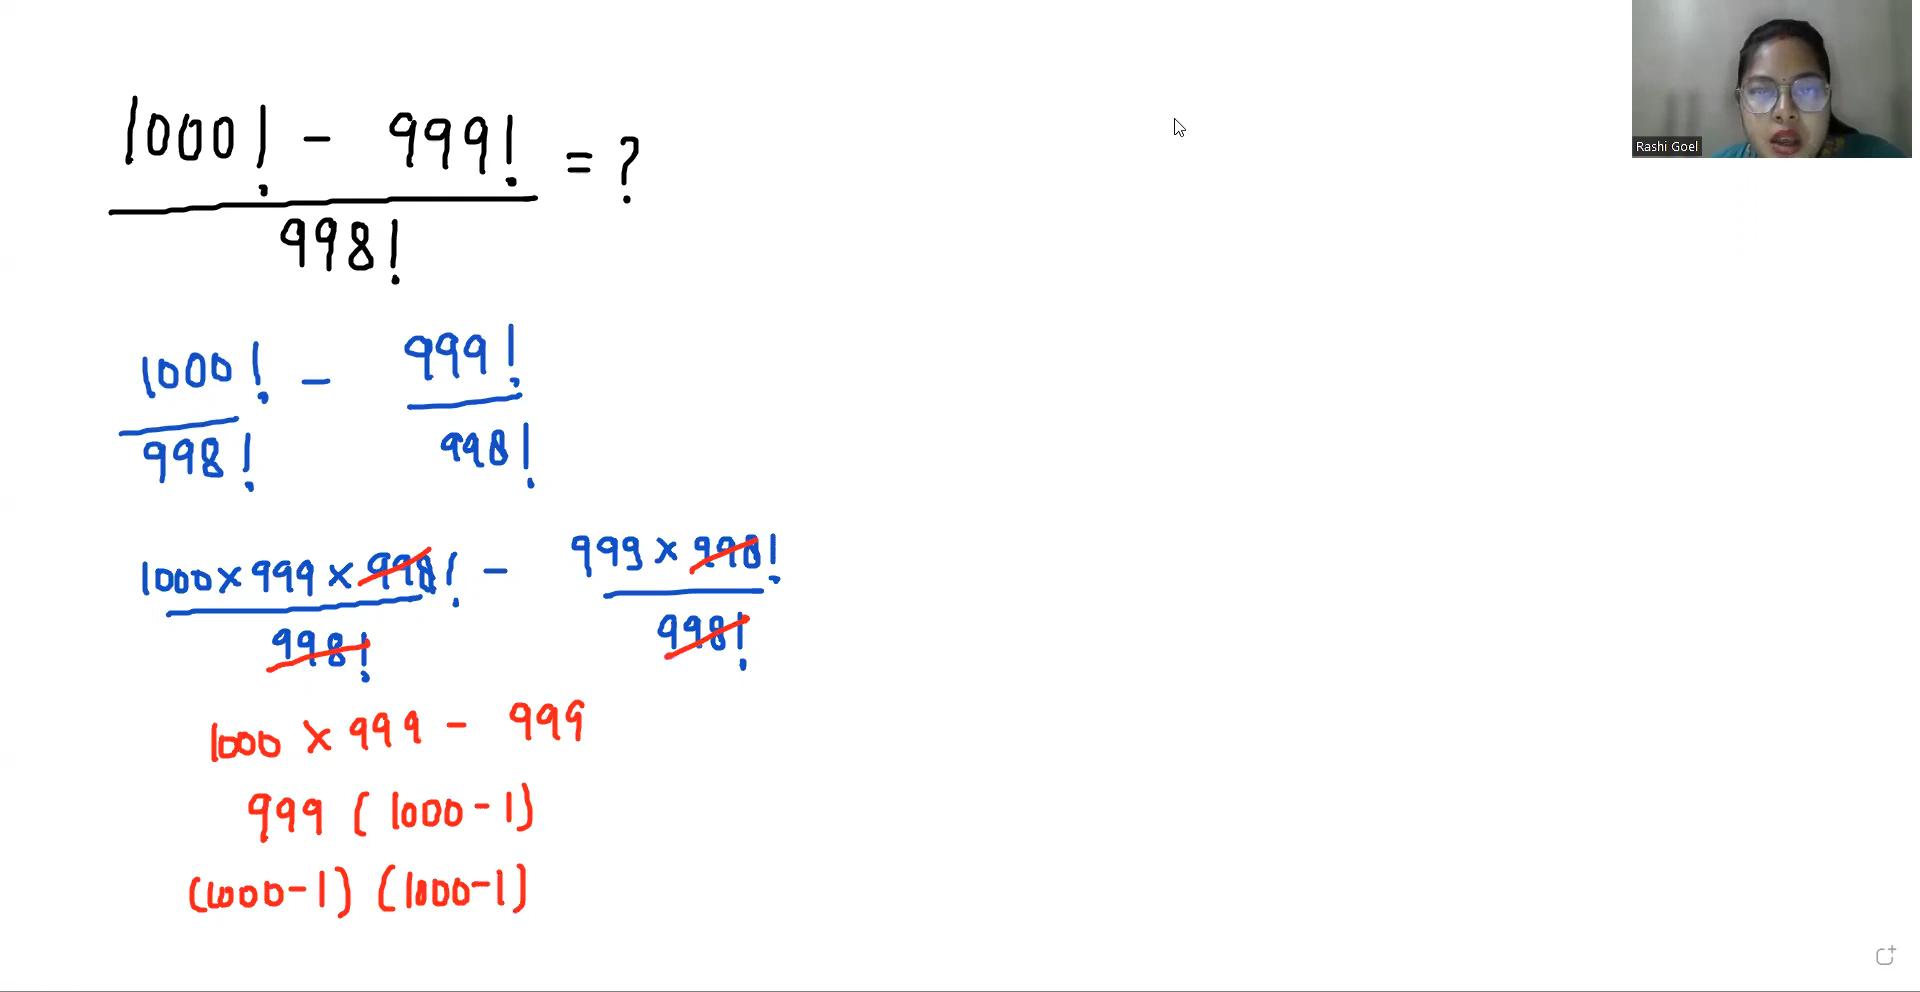 1000! - 999! = ?
998!
1000! - 999!
998! 998!
1000 x 999 x 998! - 999 x 998!
998! 998!
1000 x 999 - 999
999 (1000 - 1)
(1000 - 1) (1000 - 1)
Rashi Goel